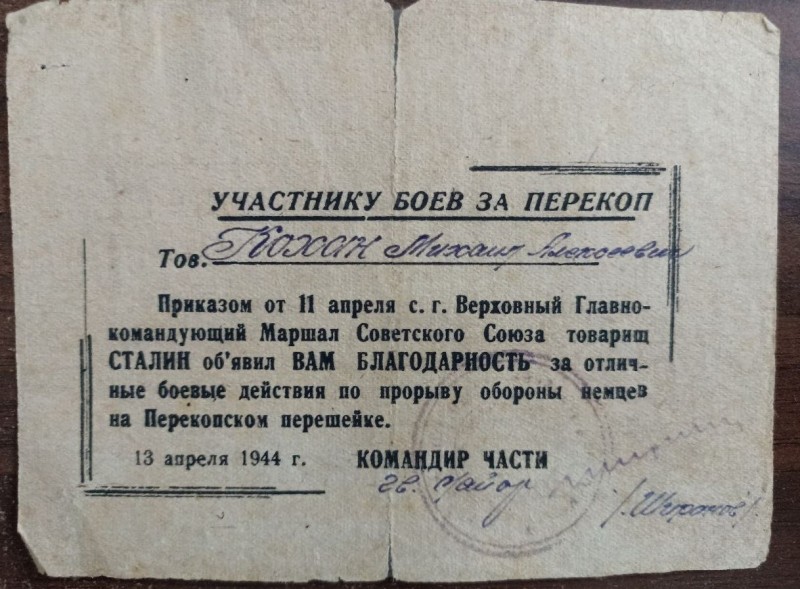 УЧАСТНИКУ БОЕВ ЗА ПЕРЕКОП
Тов. Кохан Михаил Алексеевич
Приказом от 11 апреля с. г. Верховный Главно-
командующий Маршал Советского Союза товарищ
СТАЛИН об'явил ВАМ БЛАГОДАРНОСТЬ за отлич-
ные боевые действия по прорыву обороны немцев
на Перекопском перешейке.
13 апреля 1944 г. КОМАНДИР ЧАСТИ
гв. майор